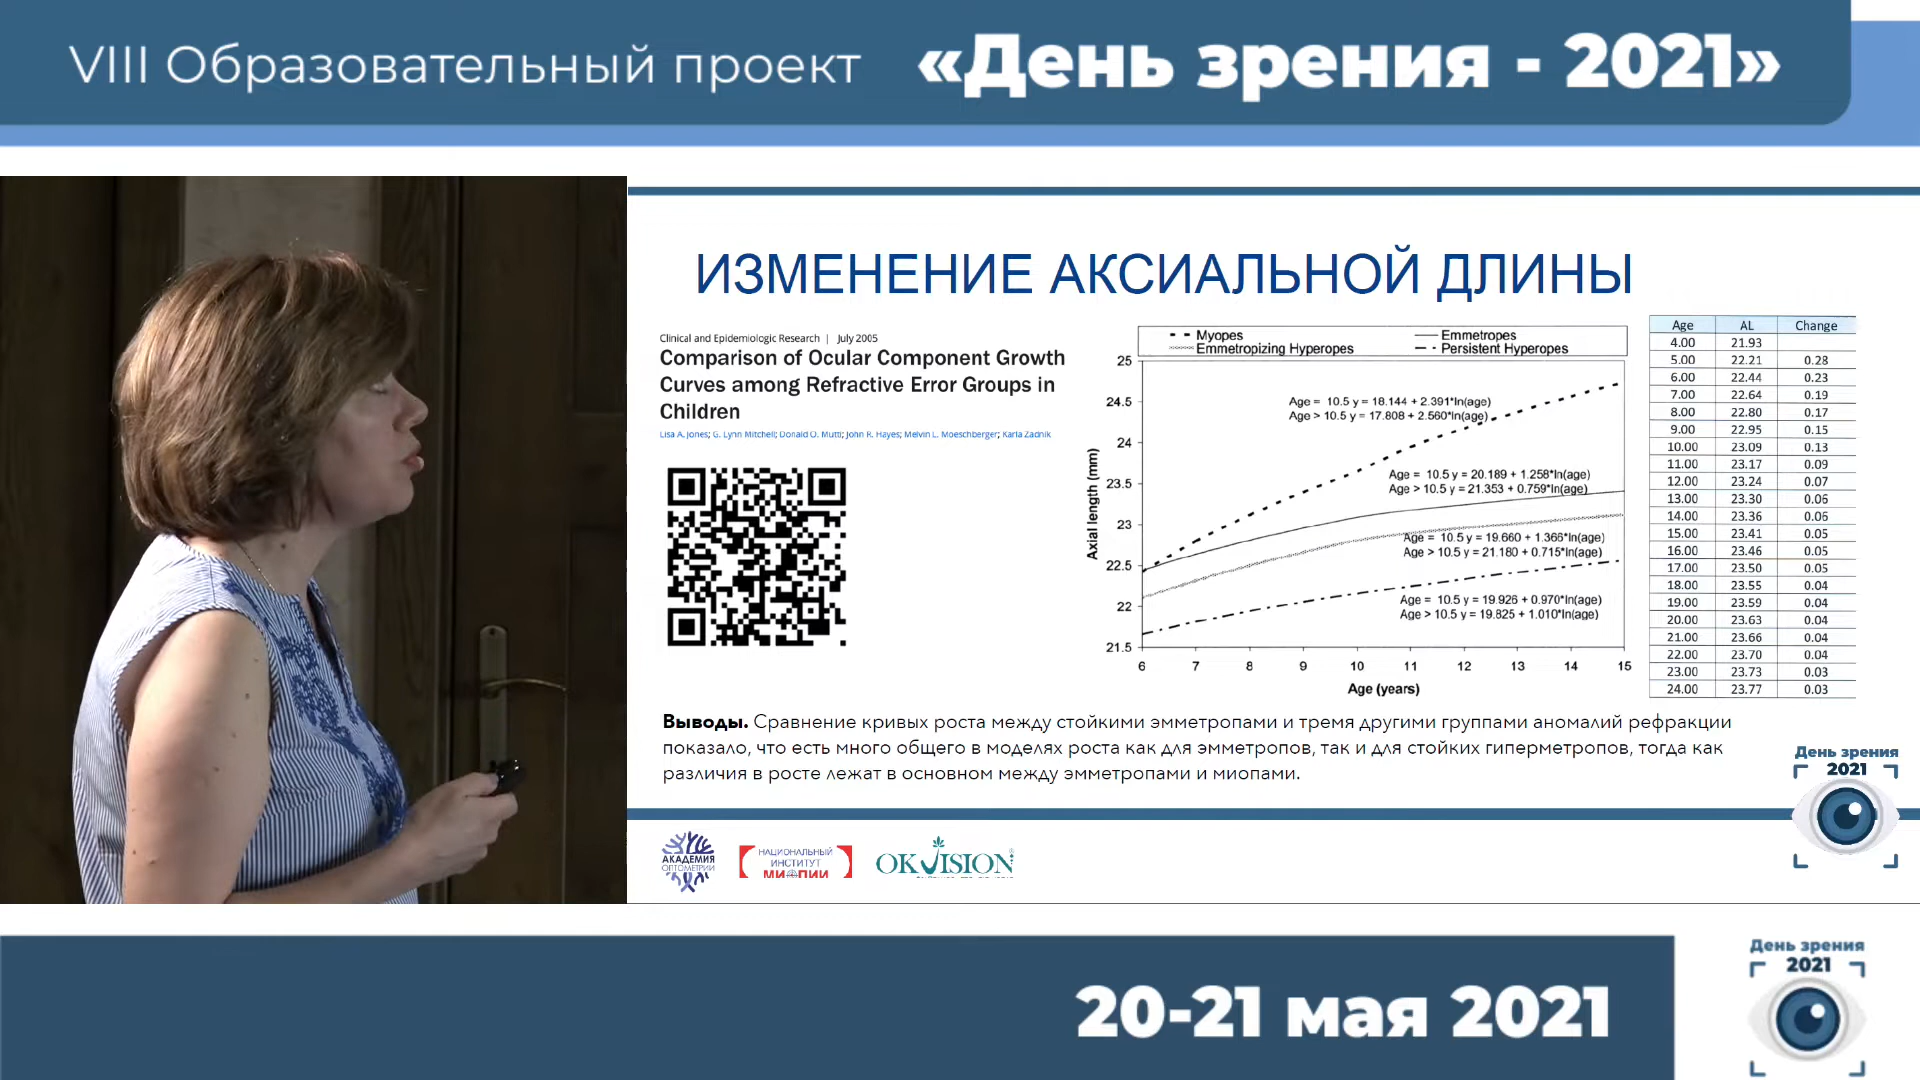 VIII Образовательный проект «День зрения - 2021»
ИЗМЕНЕНИЕ АКСИАЛЬНОЙ ДЛИНЫ
Clinical and Epidemiologic Research | July 2005
Comparison of Ocular Component Growth
Curves among Refractive Error Groups in
Children
Lisa A. Jones; G. Lynn Mitchell; Donald O. Mutti; John R. Hayes; Melvin L. Moeschberger; Karla Zadnik
Myopes Emmetropes
Emmetropizing Hyperopes Persistent Hyperopes
25
24.5
24
23.5
23
22.5
22
21.5
Axial length (mm)
Age = 10.5 y = 18.144 + 2.391*ln(age)
Age > 10.5 y = 17.808 + 2.560*ln(age)
Age = 10.5 y = 20.189 + 1.258*ln(age)
Age > 10.5 y = 21.353 + 0.759*ln(age)
Age = 10.5 y = 19.660 + 1.366*ln(age)
Age > 10.5 y = 21.180 + 0.715*ln(age)
Age = 10.5 y = 19.926 + 0.970*ln(age)
Age > 10.5 y = 19.825 + 1.010*ln(age)
6 7 8 9 10 11 12 13 14 15
Age (years)
Age AL Change
4.00 21.93
5.00 22.21 0.28
6.00 22.44 0.23
7.00 22.64 0.19
8.00 22.80 0.17
9.00 22.95 0.15
10.00 23.09 0.13
11.00 23.17 0.09
12.00 23.24 0.07
13.00 23.30 0.06
14.00 23.36 0.06
15.00 23.41 0.05
16.00 23.46 0.05
17.00 23.50 0.05
18.00 23.55 0.04
19.00 23.59 0.04
20.00 23.63 0.04
21.00 23.66 0.04
22.00 23.70 0.04
23.00 23.73 0.03
24.00 23.77 0.03
Выводы. Сравнение кривых роста между стойкими эмметропами и тремя другими группами аномалий рефракции
показало, что есть много общего в моделях роста как для эмметропов, так и для стойких гиперметропов, тогда как
различия в росте лежат в основном между эмметропами и миопами.
День зрения
2021
АКАДЕМИЯ
ОПТОМЕТРИИ
НАЦИОНАЛЬНЫЙ
ИНСТИТУТ
МИОПИИ
OKVISION®
20-21 мая 2021
День зрения
2021